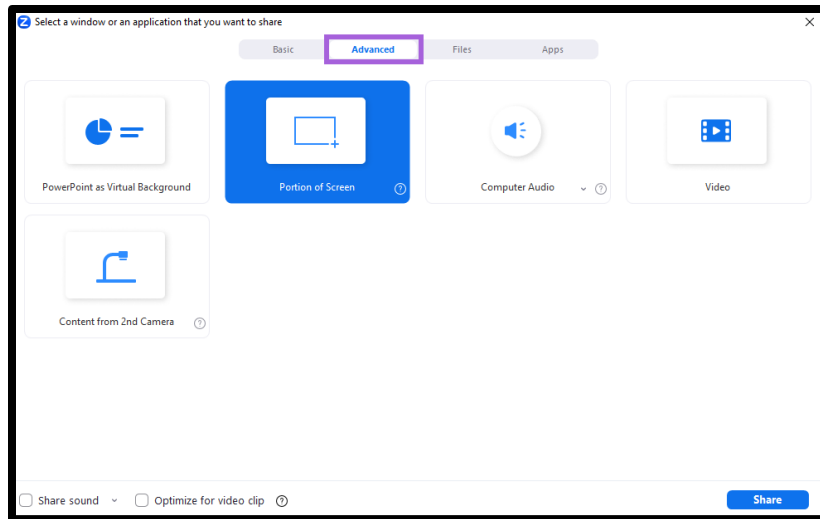 Select a window or an application that you want to share
Basic Advanced Files Apps
PowerPoint as Virtual Background
Portion of Screen
Computer Audio
Video
Content from 2nd Camera
Share sound
Optimize for video clip
Share